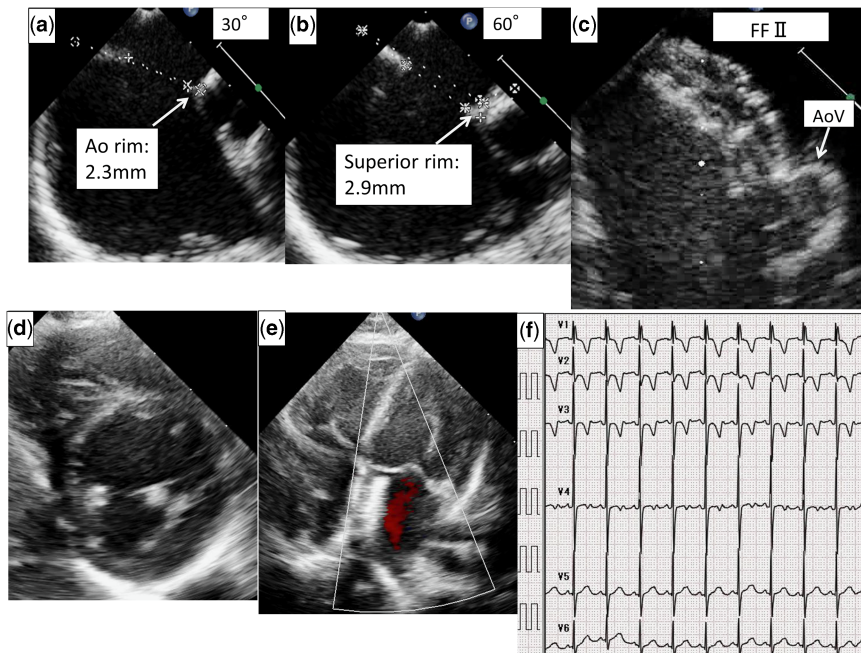 (a)
30°
Ao rim:
2.3mm
(b)
P
60°
Superior rim:
2.9mm
(c)
FF Ⅱ
AoV
(d)
(e)
(f)
V1
V2
V3
V4
V5
V6